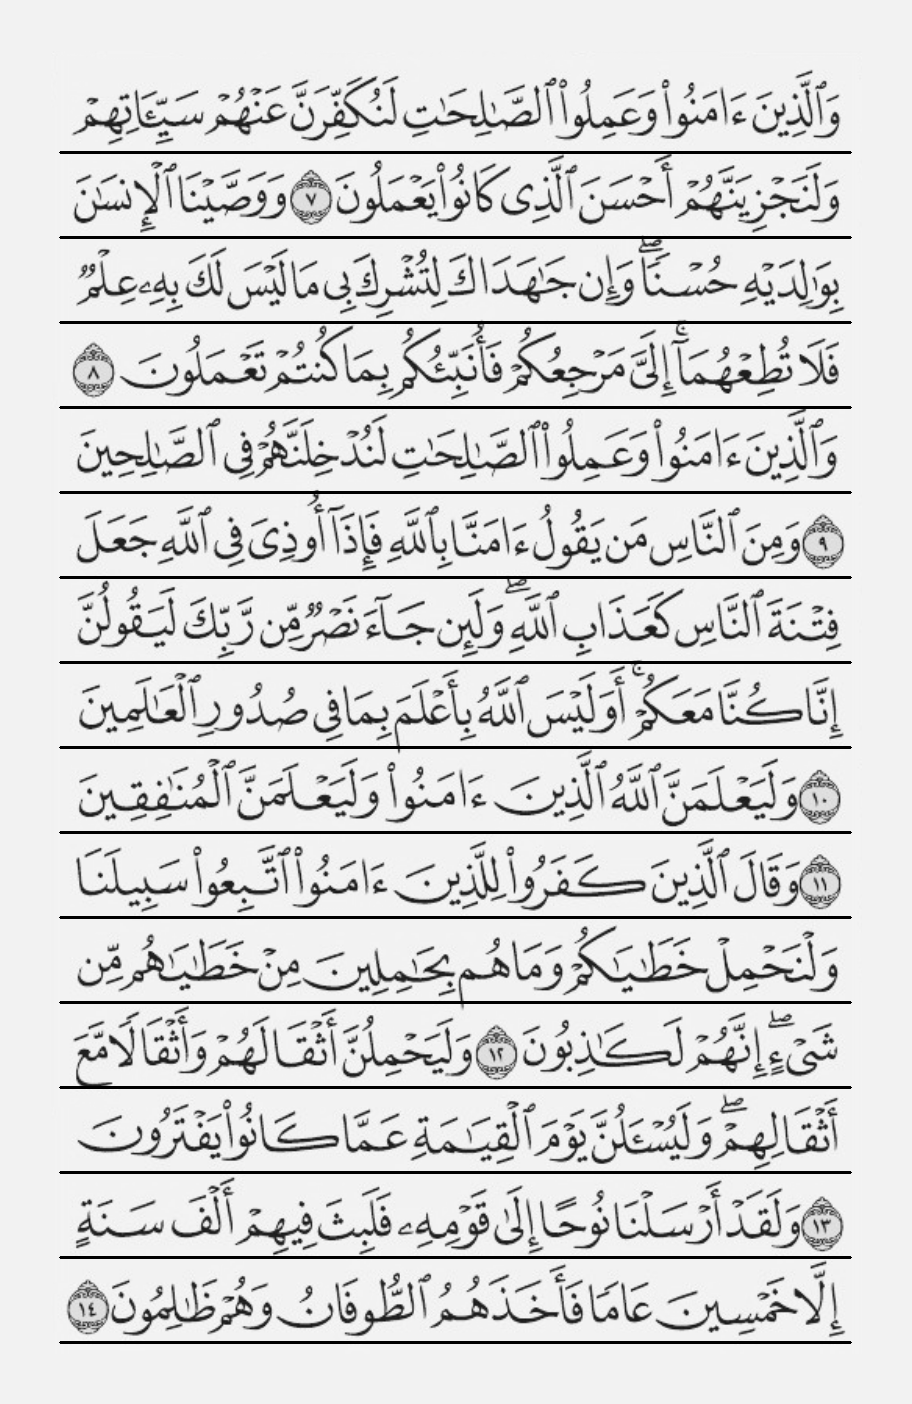 وَٱلَّذِينَ ءَامَنُوا۟ وَعَمِلُوا۟ ٱلصَّـٰلِحَـٰتِ لَنُكَفِّرَنَّ عَنْهُمْ سَيِّـَٔاتِهِمْ
وَلَنَجْزِيَنَّهُمْ أَحْسَنَ ٱلَّذِى كَانُوا۟ يَعْمَلُونَ ٧ وَوَصَّيْنَا ٱلْإِنسَـٰنَ
بِوَٰلِدَيْهِ حُسْنًا ۖ وَإِن جَـٰهَدَاكَ لِتُشْرِكَ بِى مَا لَيْسَ لَكَ بِهِۦ عِلْمٌ
فَلَا تُطِعْهُمَآ ۚ إِلَىَّ مَرْجِعُكُمْ فَأُنَبِّئُكُم بِمَا كُنتُمْ تَعْمَلُونَ ٨
وَٱلَّذِينَ ءَامَنُوا۟ وَعَمِلُوا۟ ٱلصَّـٰلِحَـٰتِ لَنُدْخِلَنَّهُمْ فِى ٱلصَّـٰلِحِينَ
٩ وَمِنَ ٱلنَّاسِ مَن يَقُولُ ءَامَنَّا بِٱللَّهِ فَإِذَآ أُوذِىَ فِى ٱللَّهِ جَعَلَ
فِتْنَةَ ٱلنَّاسِ كَعَذَابِ ٱللَّهِ ۖ وَلَئِن جَآءَ نَصْرٌ مِّن رَّبِّكَ لَيَقُولُنَّ
إِنَّا كُنَّا مَعَكُمْ ۚ أَوَلَيْسَ ٱللَّهُ بِأَعْلَمَ بِمَا فِى صُدُورِ ٱلْعَـٰلَمِينَ
١٠ وَلَيَعْلَمَنَّ ٱللَّهُ ٱلَّذِينَ ءَامَنُوا۟ وَلَيَعْلَمَنَّ ٱلْمُنَـٰفِقِينَ
١١ وَقَالَ ٱلَّذِينَ كَفَرُوا۟ لِلَّذِينَ ءَامَنُوا۟ ٱتَّبِعُوا۟ سَبِيلَنَا
وَلْنَحْمِلْ خَطَـٰيَـٰكُمْ وَمَا هُم بِحَـٰمِلِينَ مِنْ خَطَـٰيَـٰهُم مِّن
شَىْءٍ ۖ إِنَّهُمْ لَكَـٰذِبُونَ ١٢ وَلَيَحْمِلُنَّ أَثْقَالَهُمْ وَأَثْقَالًا مَّعَ
أَثْقَالِهِمْ ۖ وَلَيُسْـَٔلُنَّ يَوْمَ ٱلْقِيَـٰمَةِ عَمَّا كَانُوا۟ يَفْتَرُونَ
١٣ وَلَقَدْ أَرْسَلْنَا نُوحًا إِلَىٰ قَوْمِهِۦ فَلَبِثَ فِيهِمْ أَلْفَ سَنَةٍ
إِلَّا خَمْسِينَ عَامًا فَأَخَذَهُمُ ٱلطُّوفَانُ وَهُمْ ظَـٰلِمُونَ ١٤